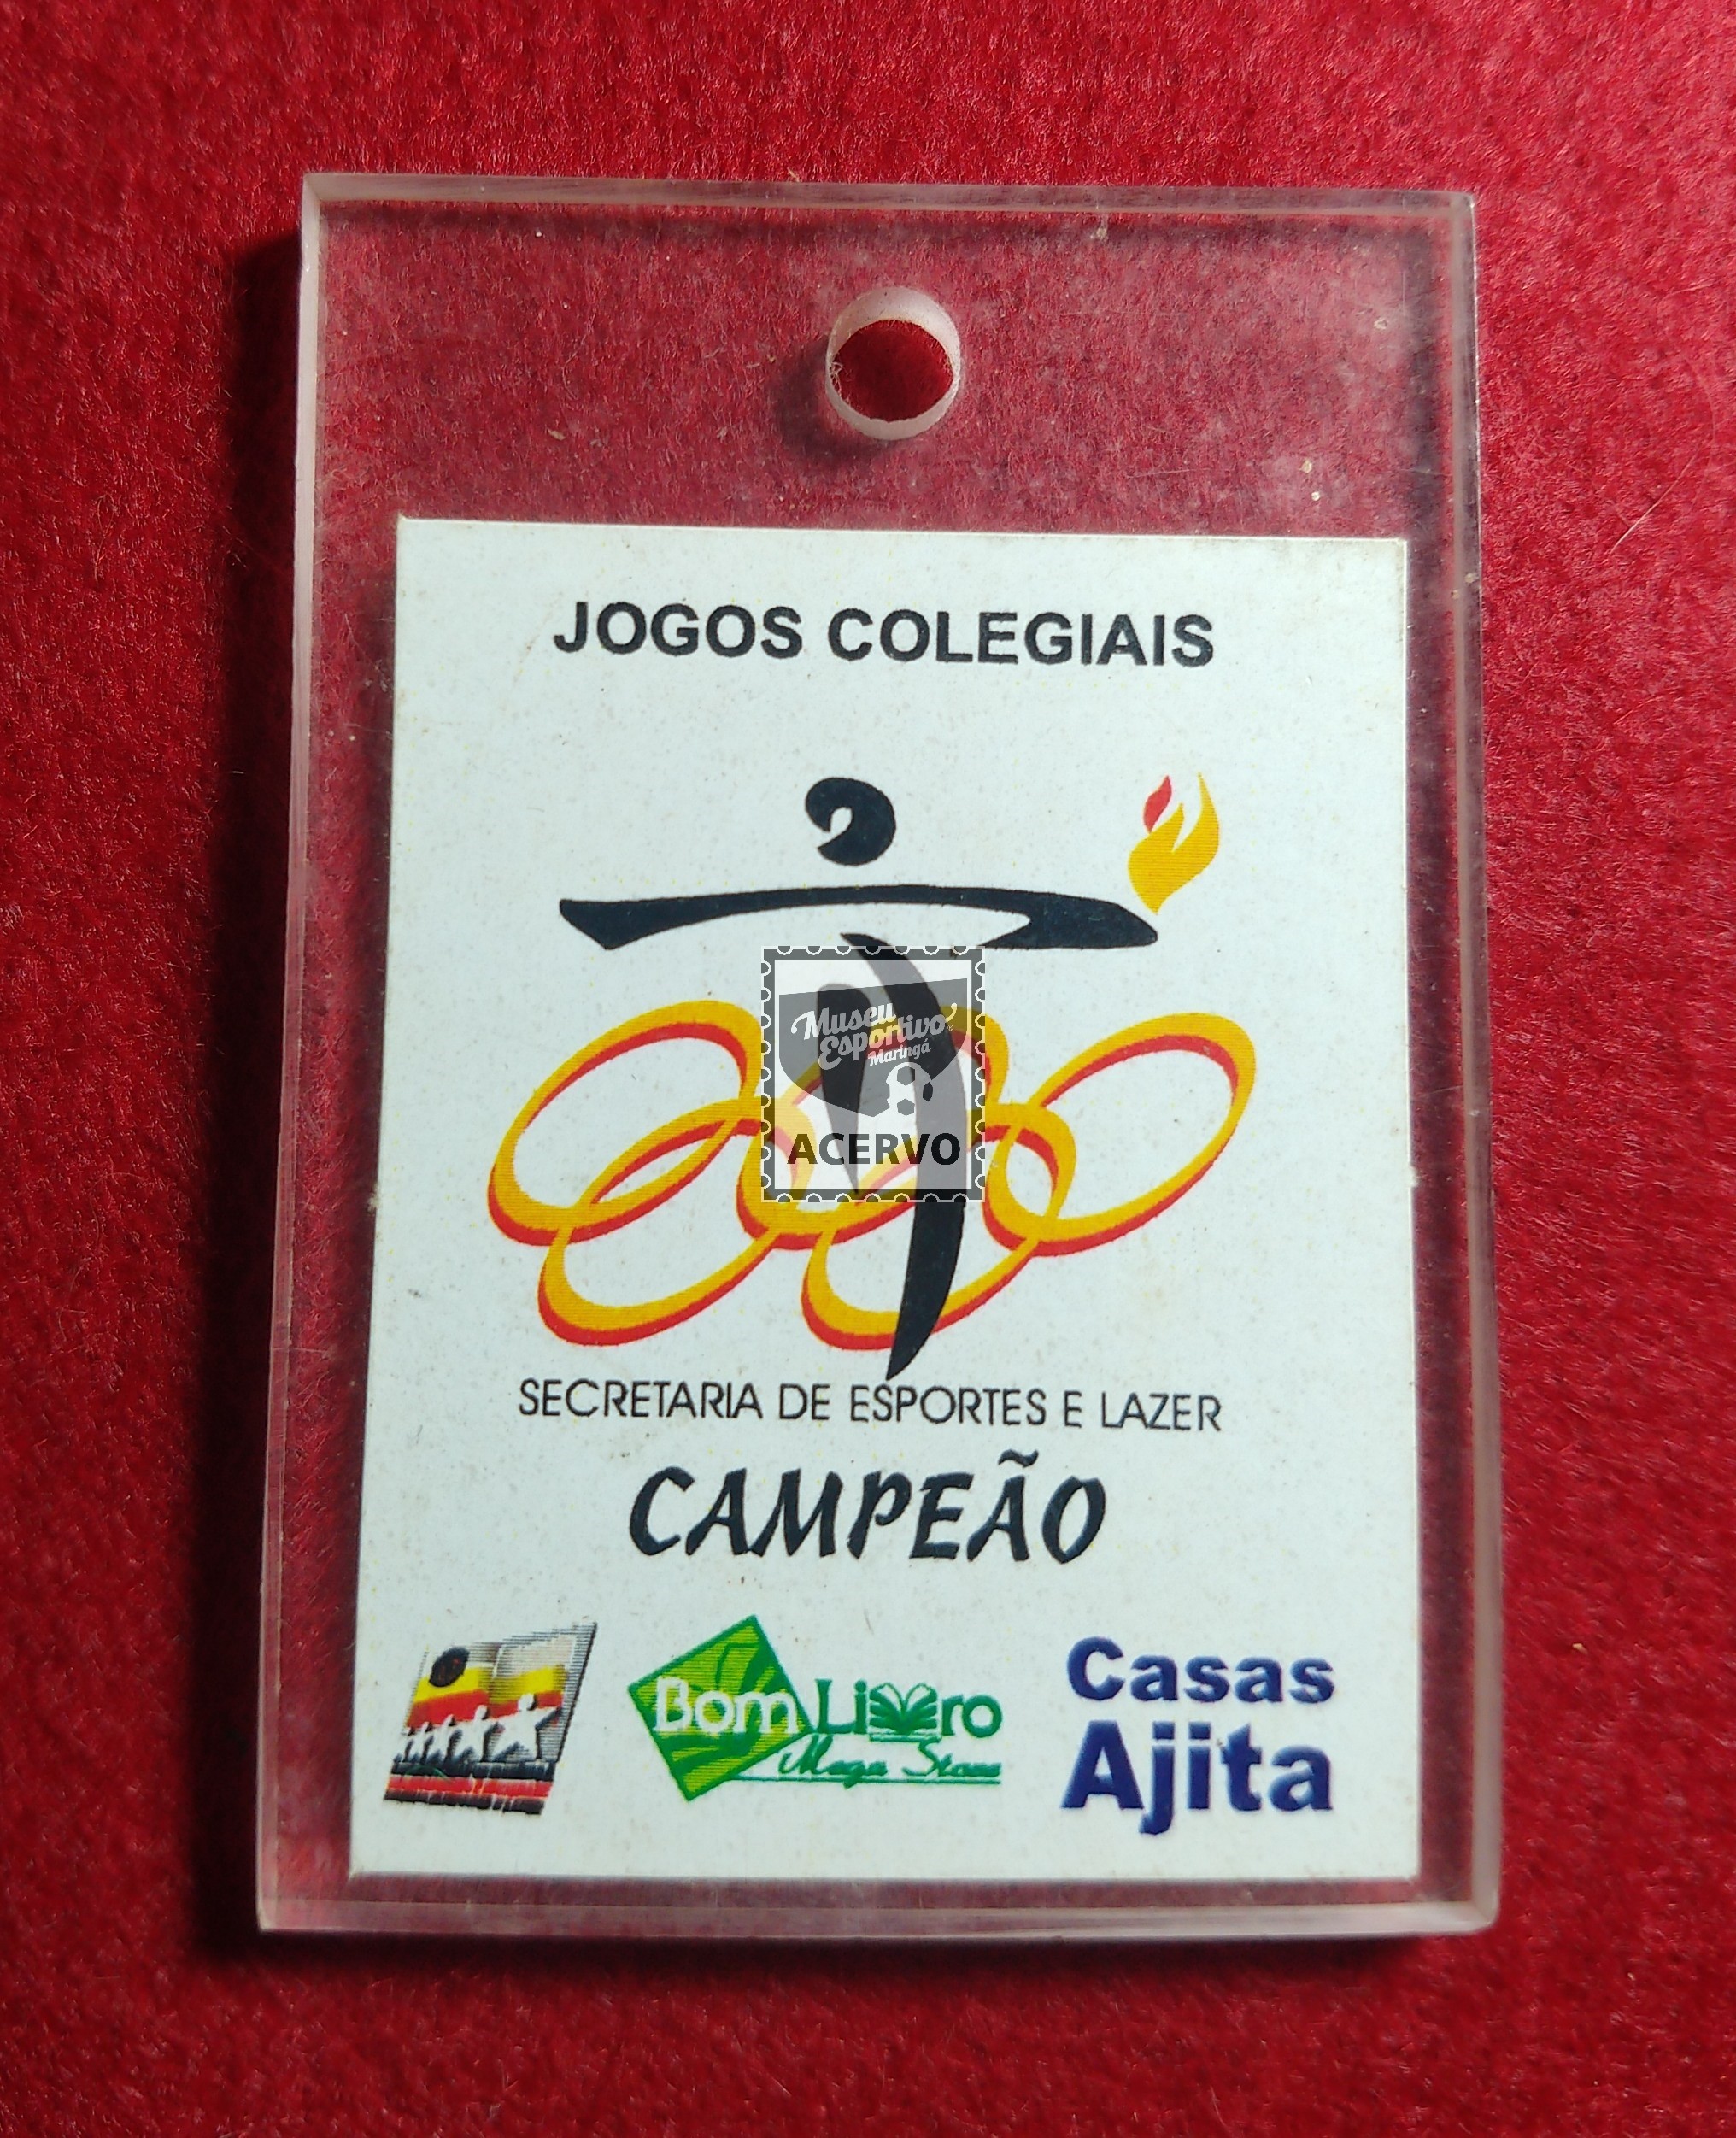 JOGOS COLEGIAIS
Museu
Esportivo
Maringá
ACERVO
SECRETARIA DE ESPORTES E LAZER
CAMPEÃO
Bom Livro
Mega Store
Casas
Ajita